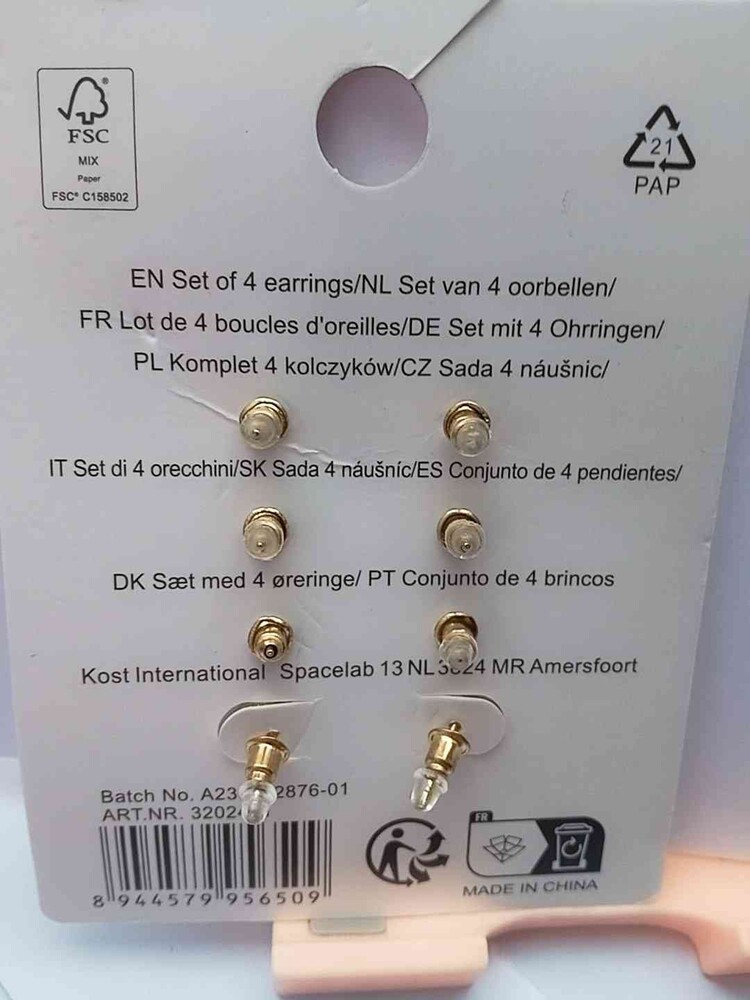 FSC
MIX
Paper
FSC® C158502
21
PAP
EN Set of 4 earrings/NL Set van 4 oorbellen/
FR Lot de 4 boucles d'oreilles/DE Set mit 4 Ohrringen/
PL Komplet 4 kolczyków/CZ Sada 4 náušnic/
IT Set di 4 orecchini/SK Sada 4 náušníc/ES Conjunto de 4 pendientes/
DK Sæt med 4 øreringe/ PT Conjunto de 4 brincos
Kost International Spacelab 13 NL MR Amersfoort
Batch No. 2876-01
ART.NR.
8 944579 956509
FR
MADE IN CHINA